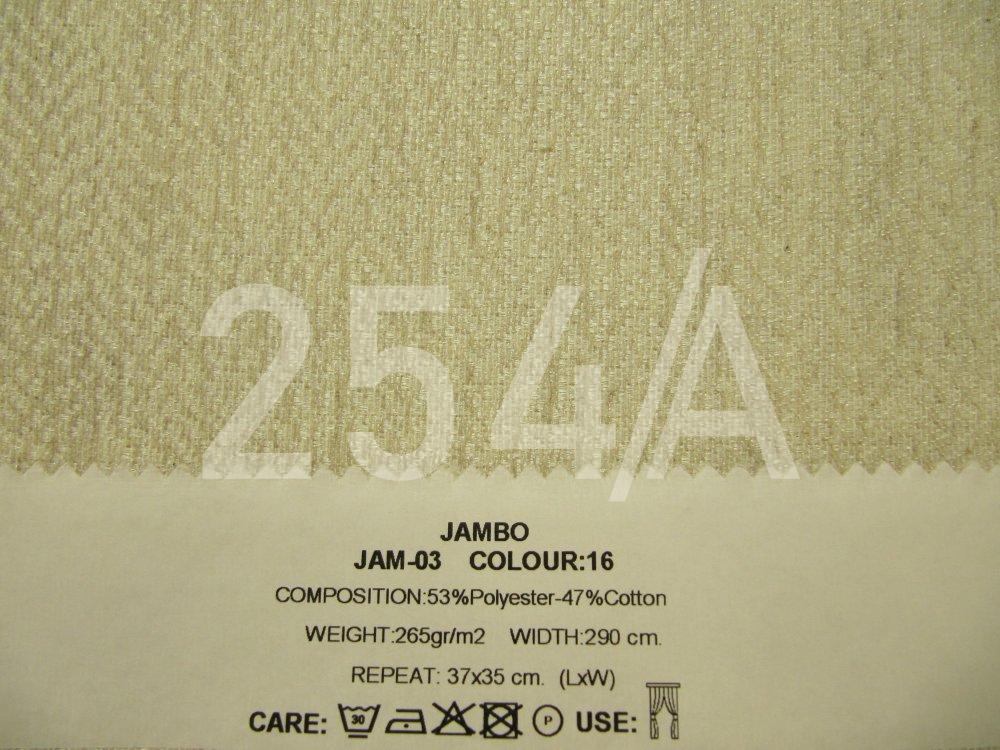 254/A
JAMBO
JAM-03 COLOUR:16
COMPOSITION:53%Polyester-47%Cotton
WEIGHT:265gr/m2 WIDTH:290 cm.
REPEAT: 37x35 cm. (LxW)
CARE: 30 P USE: